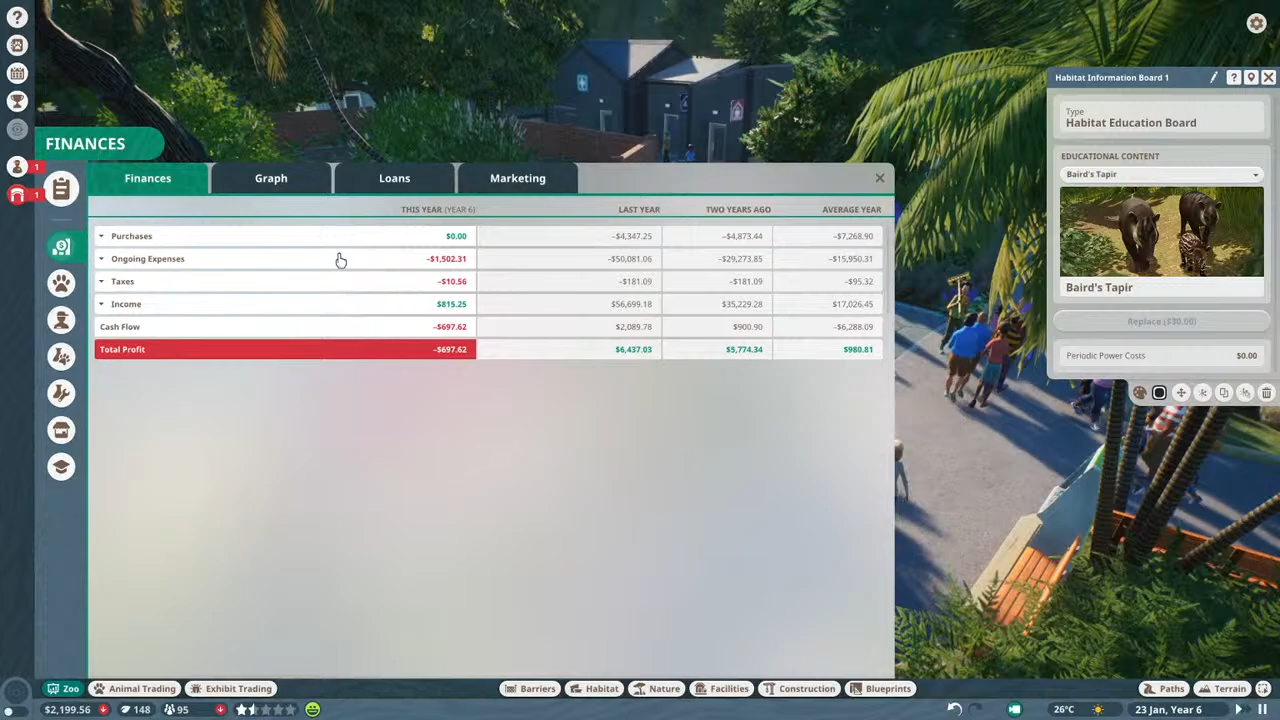 FINANCES
Finances Graph Loans Marketing
THIS YEAR (YEAR 6) LAST YEAR TWO YEARS AGO AVERAGE YEAR
Purchases $0.00 -$4,347.25 -$4,873.44 -$7,268.90
Ongoing Expenses -$1,502.31 -$50,081.06 -$29,273.85 -$15,950.31
Taxes -$10.56 -$181.09 -$181.09 -$95.32
Income $815.25 $56,699.18 $35,229.28 $17,026.45
Cash Flow -$697.62 $2,089.78 $900.90 -$6,288.09
Total Profit -$697.62 $6,437.03 $5,774.34 $980.81
1
1
Habitat Information Board 1
Type
Habitat Education Board
EDUCATIONAL CONTENT
Baird's Tapir
Baird's Tapir
Replace ($30.00)
Periodic Power Costs $0.00
Zoo Animal Trading Exhibit Trading Barriers Habitat Nature Facilities Construction Blueprints Paths Terrain
$2,199.56 148 95 26°C 23 Jan, Year 6